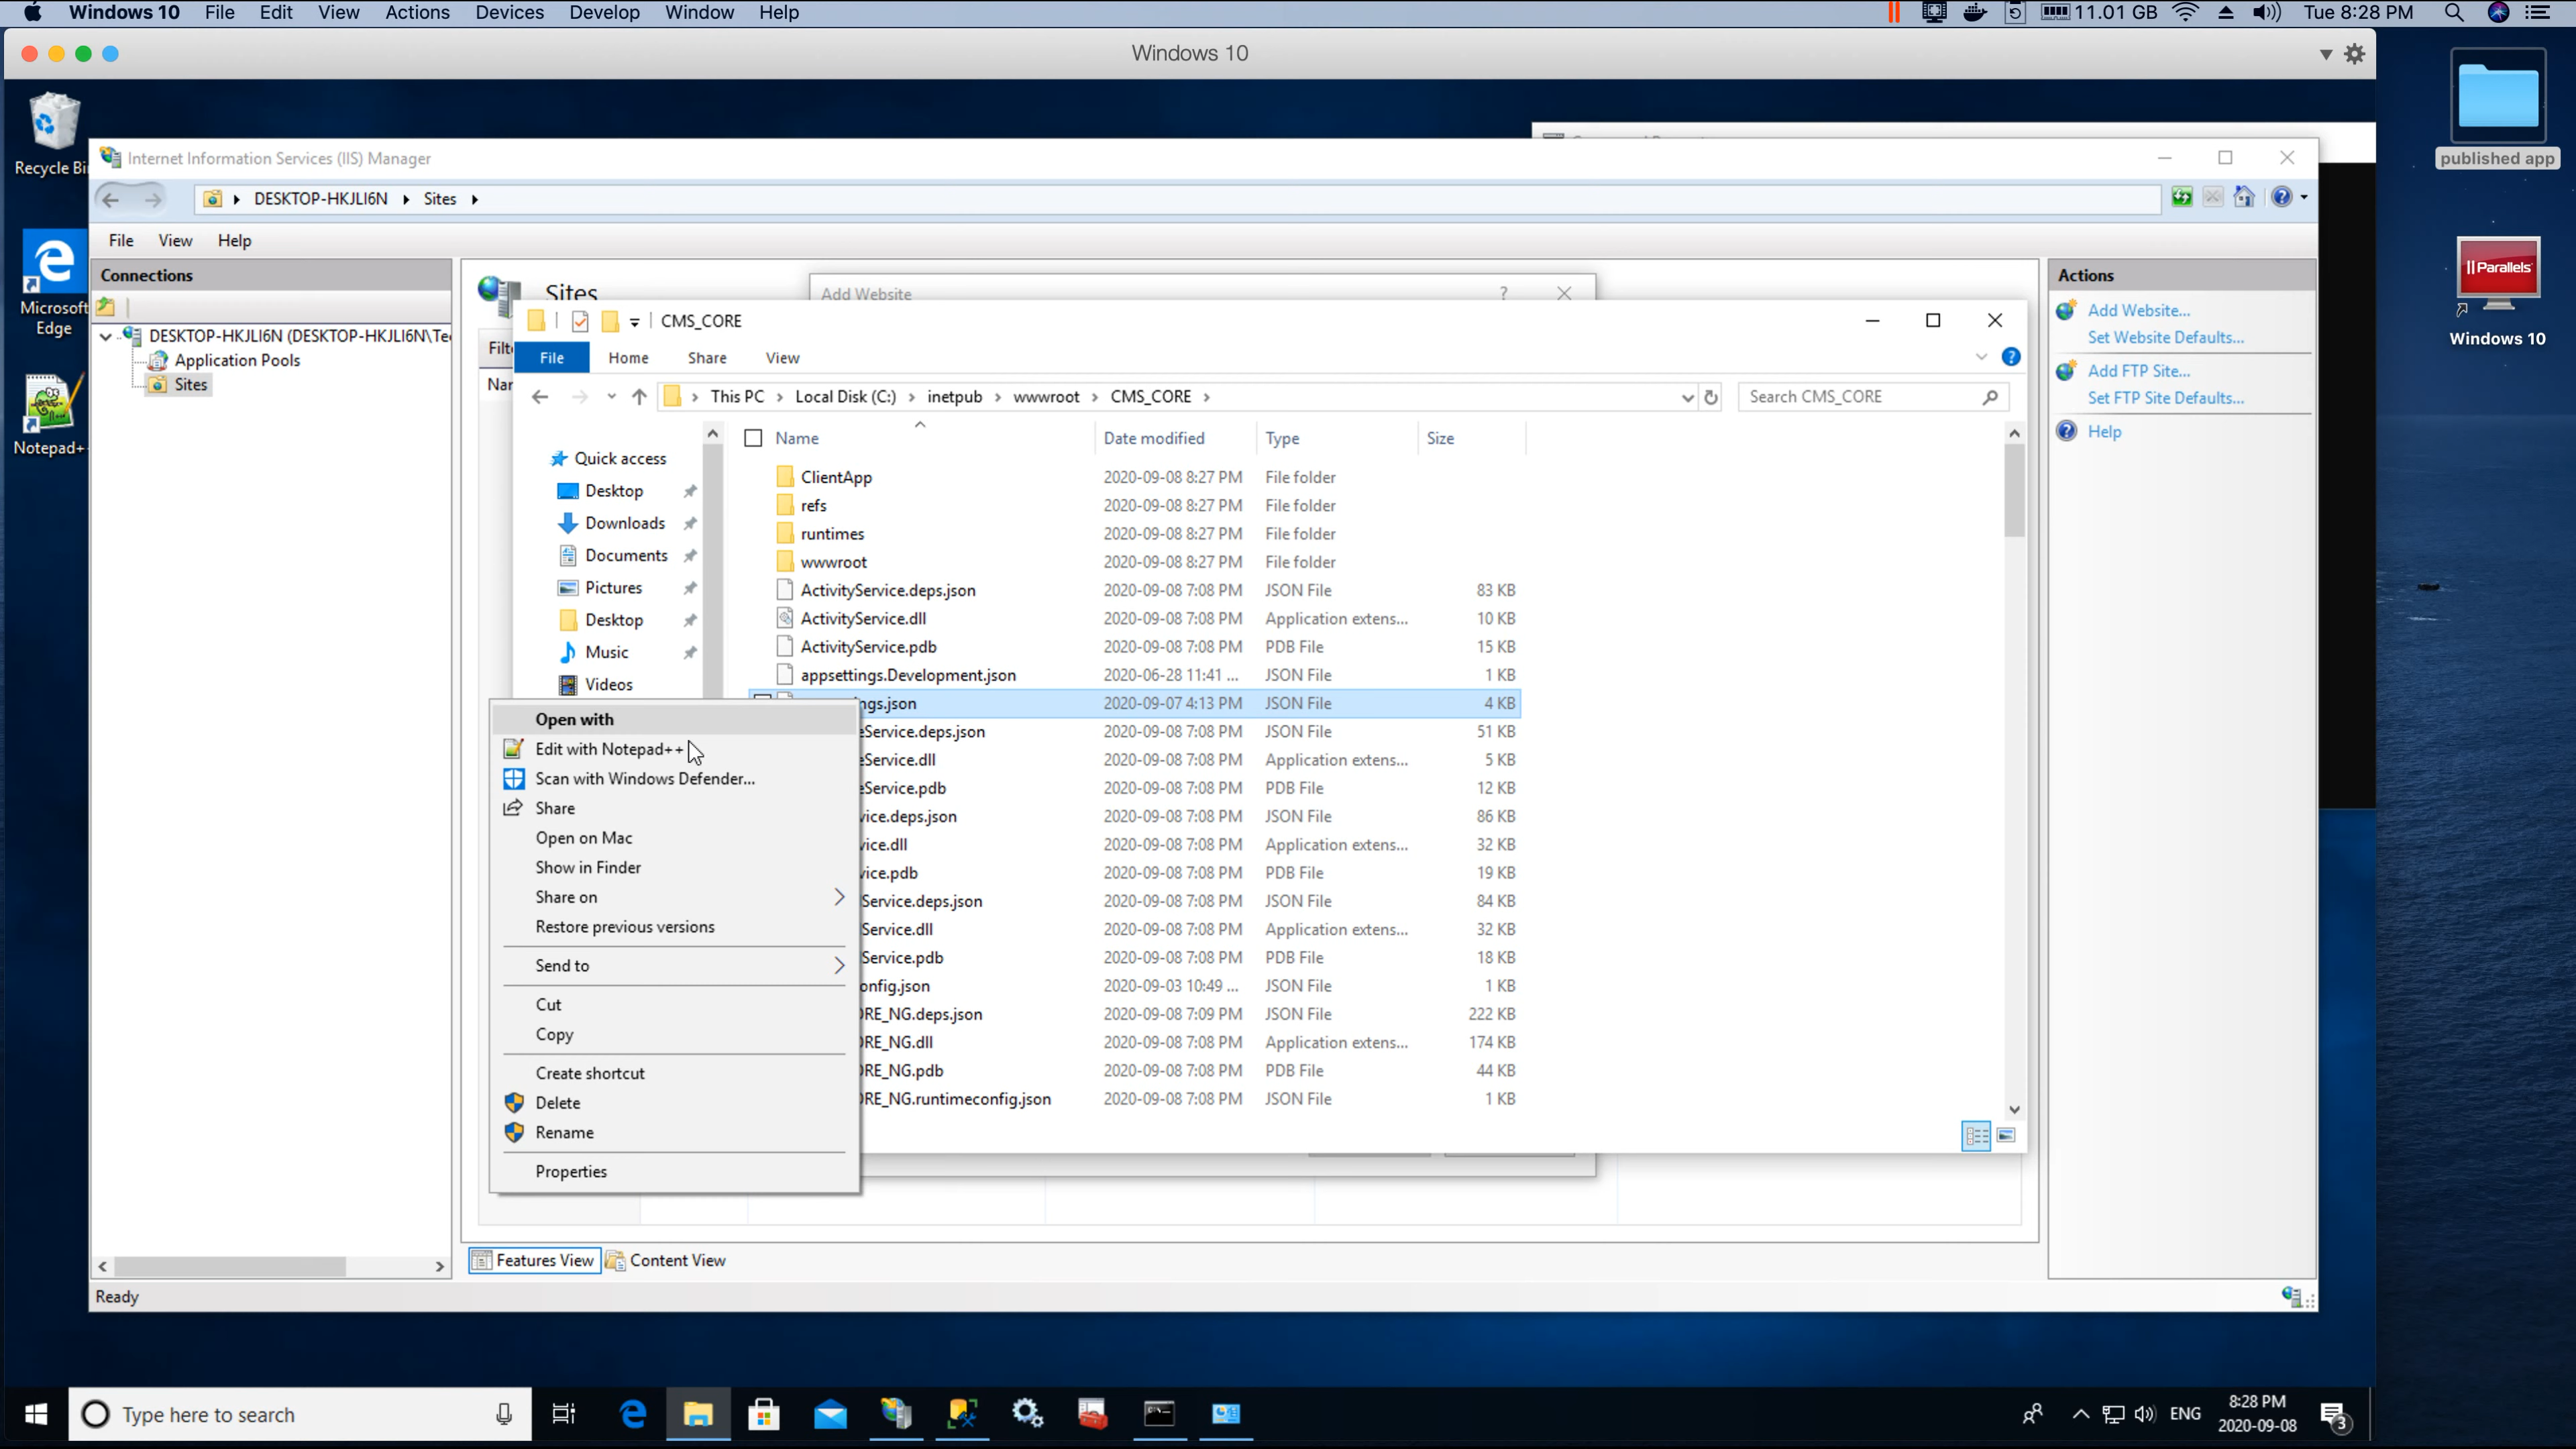 Windows 10 File Edit View Actions Devices Develop Window Help 11.01 GB Tue 8:28 PM
Windows 10
published app
Parallels
Windows 10
Recycle Bi
Microsoft
Edge
Notepad+
Internet Information Services (IIS) Manager
DESKTOP-HKJLI6N Sites
File View Help
Connections
DESKTOP-HKJLI6N (DESKTOP-HKJLI6N\Te
Application Pools
Sites
Sites
Filt
Nar
Add Website
?
CMS_CORE
File Home Share View
This PC Local Disk (C:) inetpub wwwroot CMS_CORE
Search CMS_CORE
Quick access
Desktop
Downloads
Documents
Pictures
Desktop
Music
Videos
Name Date modified Type Size
ClientApp 2020-09-08 8:27 PM File folder
refs 2020-09-08 8:27 PM File folder
runtimes 2020-09-08 8:27 PM File folder
wwwroot 2020-09-08 8:27 PM File folder
ActivityService.deps.json 2020-09-08 7:08 PM JSON File 83 KB
ActivityService.dll 2020-09-08 7:08 PM Application extens... 10 KB
ActivityService.pdb 2020-09-08 7:08 PM PDB File 15 KB
appsettings.Development.json 2020-06-28 11:41 ... JSON File 1 KB
ngs.json 2020-09-07 4:13 PM JSON File 4 KB
eService.deps.json 2020-09-08 7:08 PM JSON File 51 KB
eService.dll 2020-09-08 7:08 PM Application extens... 5 KB
eService.pdb 2020-09-08 7:08 PM PDB File 12 KB
vice.deps.json 2020-09-08 7:08 PM JSON File 86 KB
vice.dll 2020-09-08 7:08 PM Application extens... 32 KB
vice.pdb 2020-09-08 7:08 PM PDB File 19 KB
Service.deps.json 2020-09-08 7:08 PM JSON File 84 KB
Service.dll 2020-09-08 7:08 PM Application extens... 32 KB
Service.pdb 2020-09-08 7:08 PM PDB File 18 KB
onfig.json 2020-09-03 10:49 ... JSON File 1 KB
ORE_NG.deps.json 2020-09-08 7:09 PM JSON File 222 KB
ORE_NG.dll 2020-09-08 7:08 PM Application extens... 174 KB
ORE_NG.pdb 2020-09-08 7:08 PM PDB File 44 KB
ORE_NG.runtimeconfig.json 2020-09-08 7:08 PM JSON File 1 KB
Open with
Edit with Notepad++
Scan with Windows Defender...
Share
Open on Mac
Show in Finder
Share on
Restore previous versions
Send to
Cut
Copy
Create shortcut
Delete
Rename
Properties
Actions
Add Website...
Set Website Defaults...
Add FTP Site...
Set FTP Site Defaults...
Help
Features View Content View
Ready
Type here to search
ENG
8:28 PM
2020-09-08
3